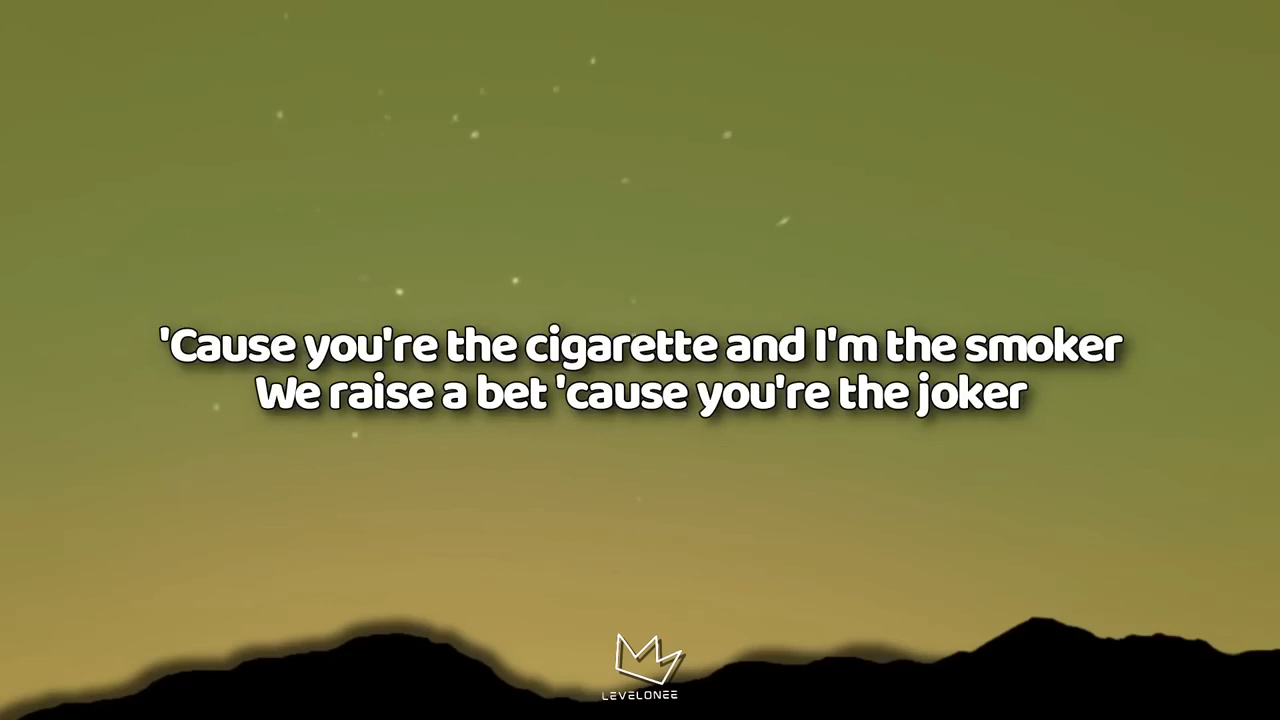 'Cause you're the cigarette and I'm the smoker
We raise a bet 'cause you're the joker
LEVELONEE